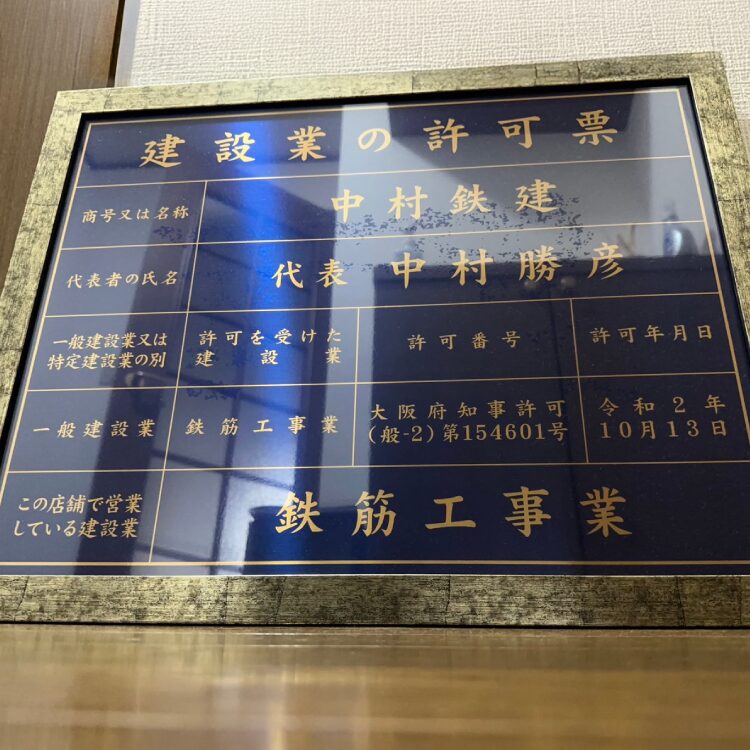 建設業の許可票
商号又は名称
中村鉄建
代表者の氏名
代表 中村勝彦
一般建設業又は
特定建設業の別
許可を受けた
建設業
許可番号
許可年月日
一般建設業
鉄筋工事業
大阪府知事許可
(般-2)第154601号
令和2年
10月13日
この店舗で営業
している建設業
鉄筋工事業